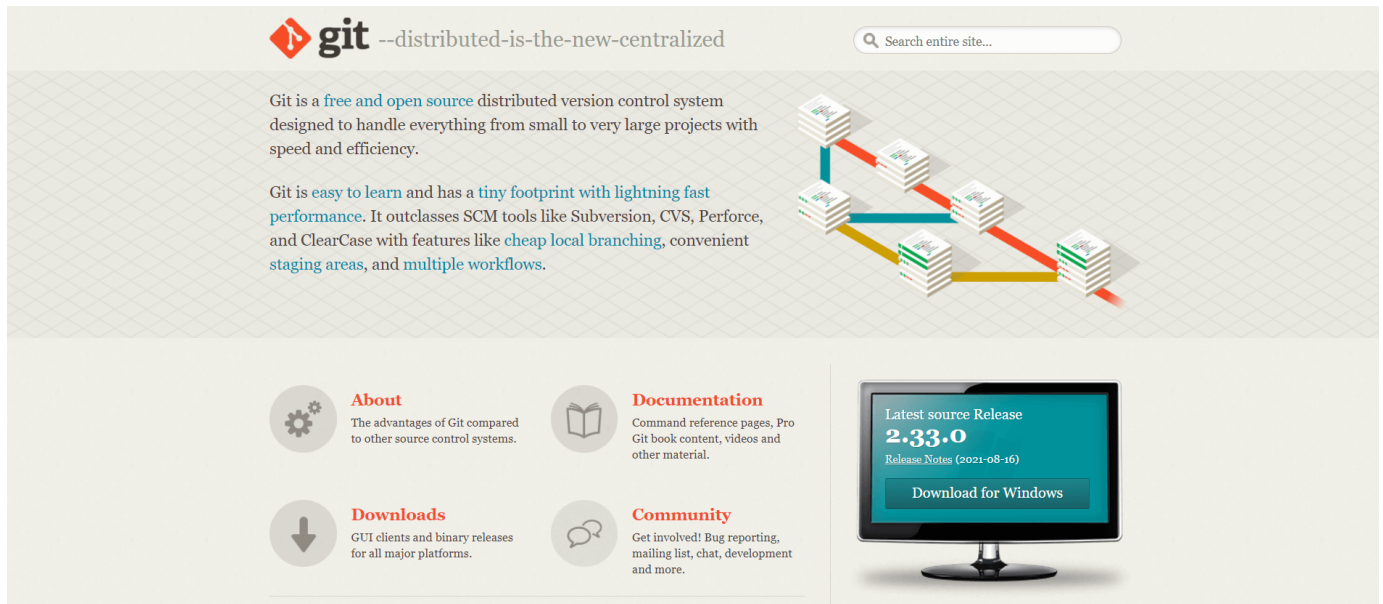 git --distributed-is-the-new-centralized
Search entire site...
Git is a free and open source distributed version control system
designed to handle everything from small to very large projects with
speed and efficiency.
Git is easy to learn and has a tiny footprint with lightning fast
performance. It outclasses SCM tools like Subversion, CVS, Perforce,
and ClearCase with features like cheap local branching, convenient
staging areas, and multiple workflows.
About
The advantages of Git compared
to other source control systems.
Documentation
Command reference pages, Pro
Git book content, videos and
other material.
Downloads
GUI clients and binary releases
for all major platforms.
Community
Get involved! Bug reporting,
mailing list, chat, development
and more.
Latest source Release
2.33.0
Release Notes (2021-08-16)
Download for Windows